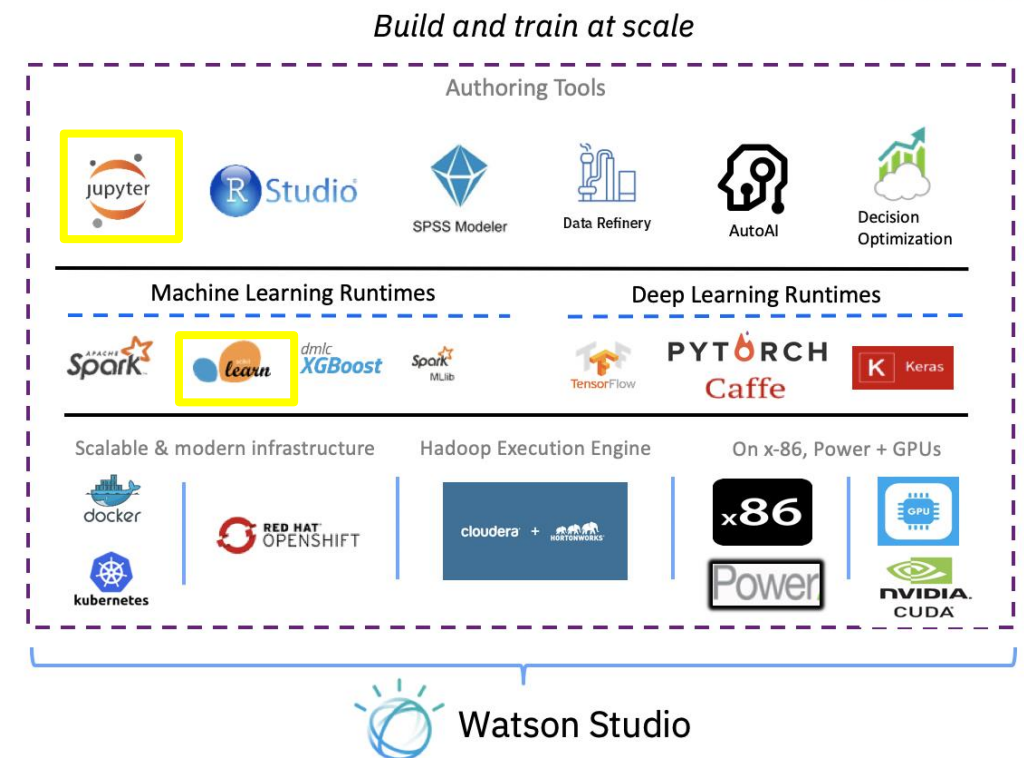 Build and train at scale
Authoring Tools
jupyter
R Studio
SPSS Modeler
Data Refinery
AutoAI
Decision
Optimization
Machine Learning Runtimes
Deep Learning Runtimes
APACHE
Spark
learn
dmlc
XGBoost
Spark
MLlib
TensorFlow
PYTORCH
Caffe
K Keras
Scalable & modern infrastructure
Hadoop Execution Engine
On x-86, Power + GPUs
docker
kubernetes
RED HAT
OPENSHIFT
cloudera + HORTONWORKS
x86
Power
GPU
NVIDIA.
CUDA
Watson Studio